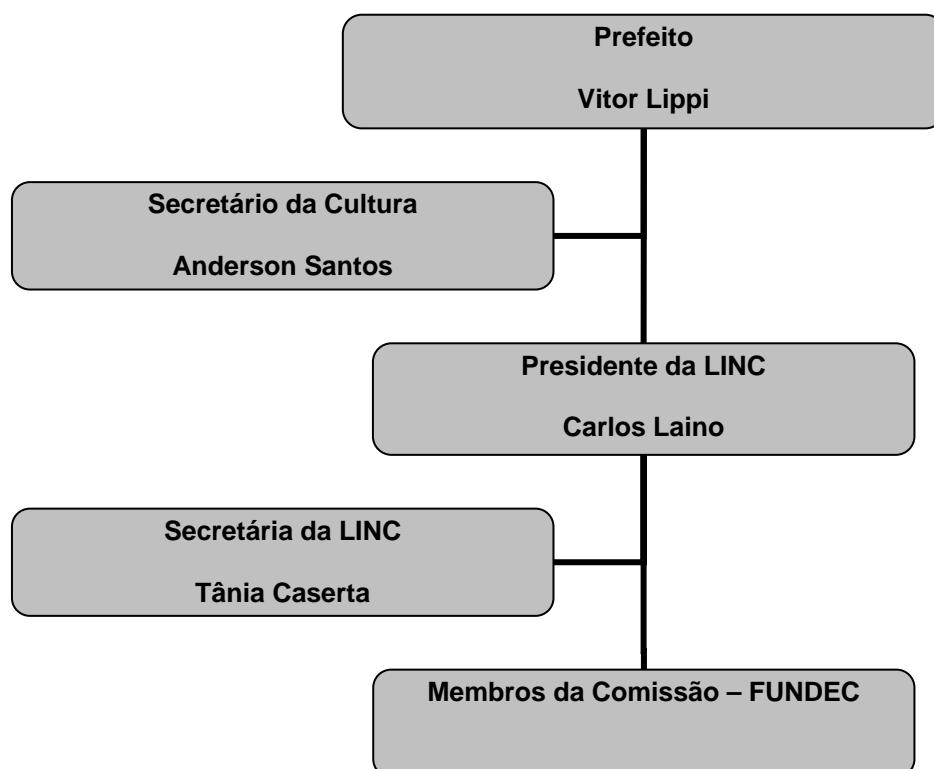 Prefeito
Vitor Lippi
Secretário da Cultura
Anderson Santos
Presidente da LINC
Carlos Laino
Secretária da LINC
Tânia Caserta
Membros da Comissão – FUNDEC